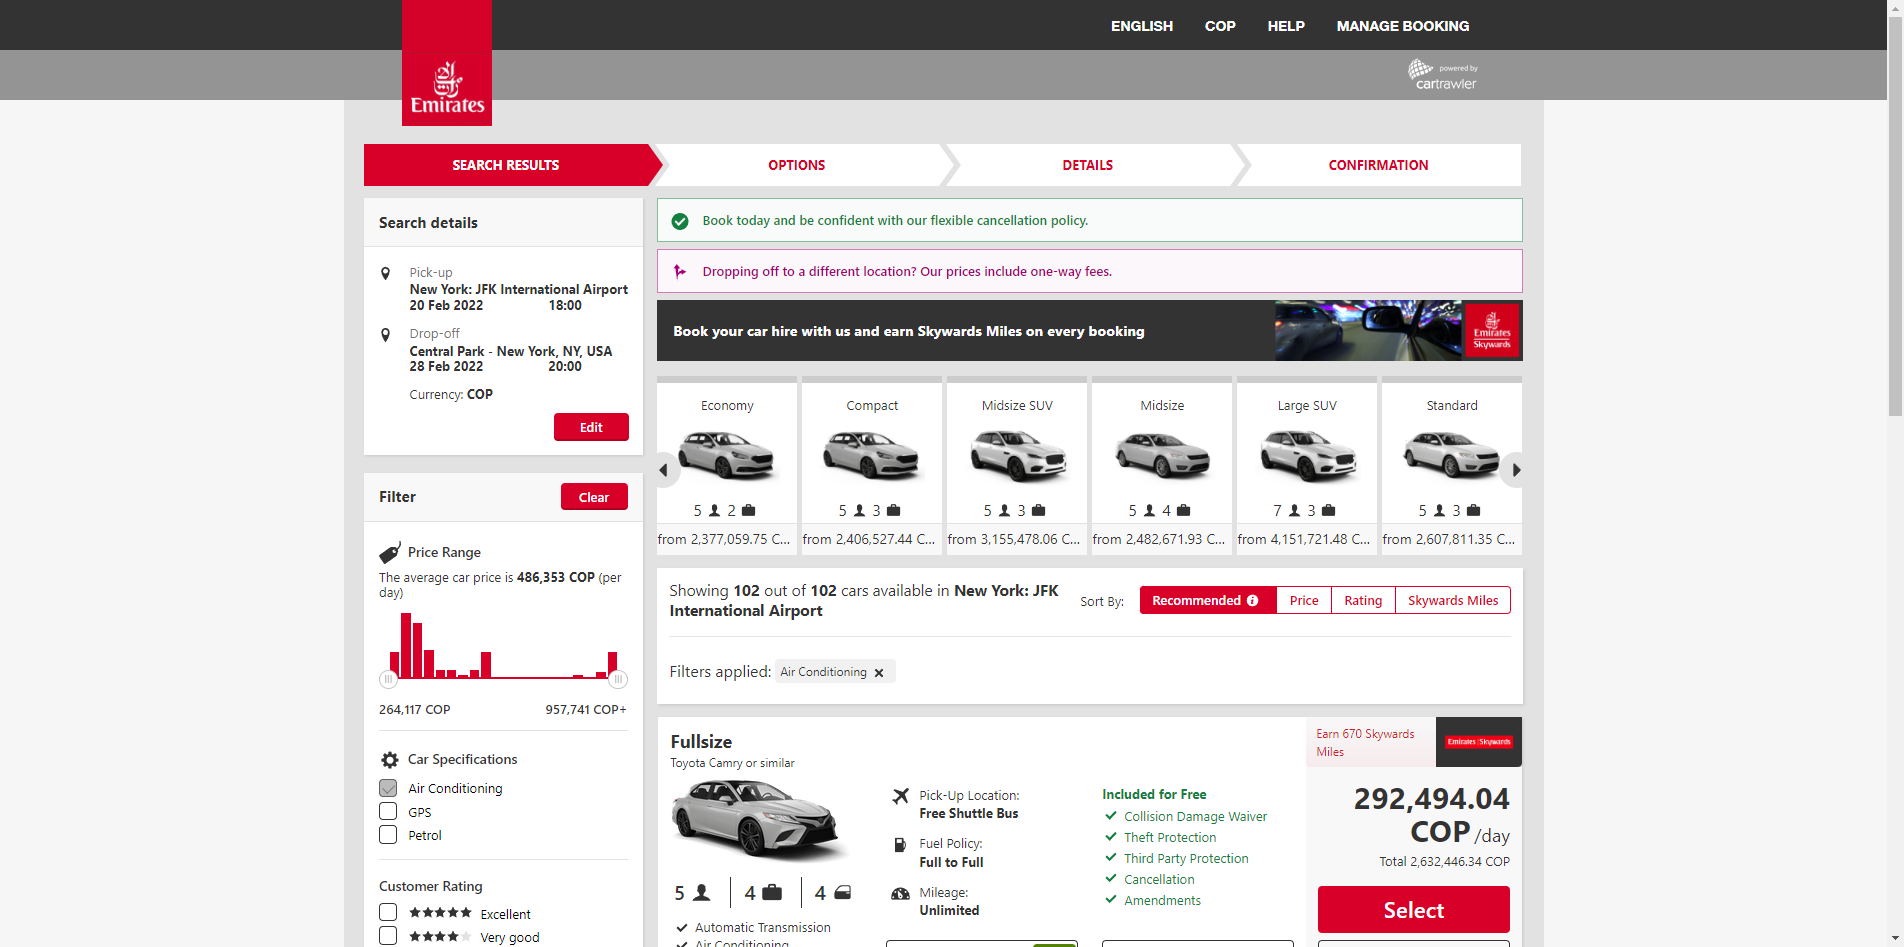 ENGLISH COP HELP MANAGE BOOKING
Emirates
powered by
cartrawler
SEARCH RESULTS OPTIONS DETAILS CONFIRMATION
Search details
Pick-up
New York: JFK International Airport
20 Feb 2022 18:00
Drop-off
Central Park - New York, NY, USA
28 Feb 2022 20:00
Currency: COP
Edit
Filter
Clear
Price Range
The average car price is 486,353 COP (per
day)
264,117 COP 957,741 COP+
Car Specifications
Air Conditioning
GPS
Petrol
Customer Rating
Excellent
Very good
Book today and be confident with our flexible cancellation policy.
Dropping off to a different location? Our prices include one-way fees.
Book your car hire with us and earn Skywards Miles on every booking
Emirates
Skywards
Economy Compact Midsize SUV Midsize Large SUV Standard
5 2 5 3 5 3 5 4 7 3 5 3
from 2,377,059.75 C... from 2,406,527.44 C... from 3,155,478.06 C... from 2,482,671.93 C... from 4,151,721.48 C... from 2,607,811.35 C...
Showing 102 out of 102 cars available in New York: JFK
International Airport
Sort By: Recommended Price Rating Skywards Miles
Filters applied: Air Conditioning
Fullsize
Toyota Camry or similar
5 4 4
Automatic Transmission
Air Conditioning
Pick-Up Location:
Free Shuttle Bus
Fuel Policy:
Full to Full
Mileage:
Unlimited
Included for Free
Collision Damage Waiver
Theft Protection
Third Party Protection
Cancellation
Amendments
Earn 670 Skywards
Miles
Emirates Skywards
292,494.04
COP /day
Total 2,632,446.34 COP
Select